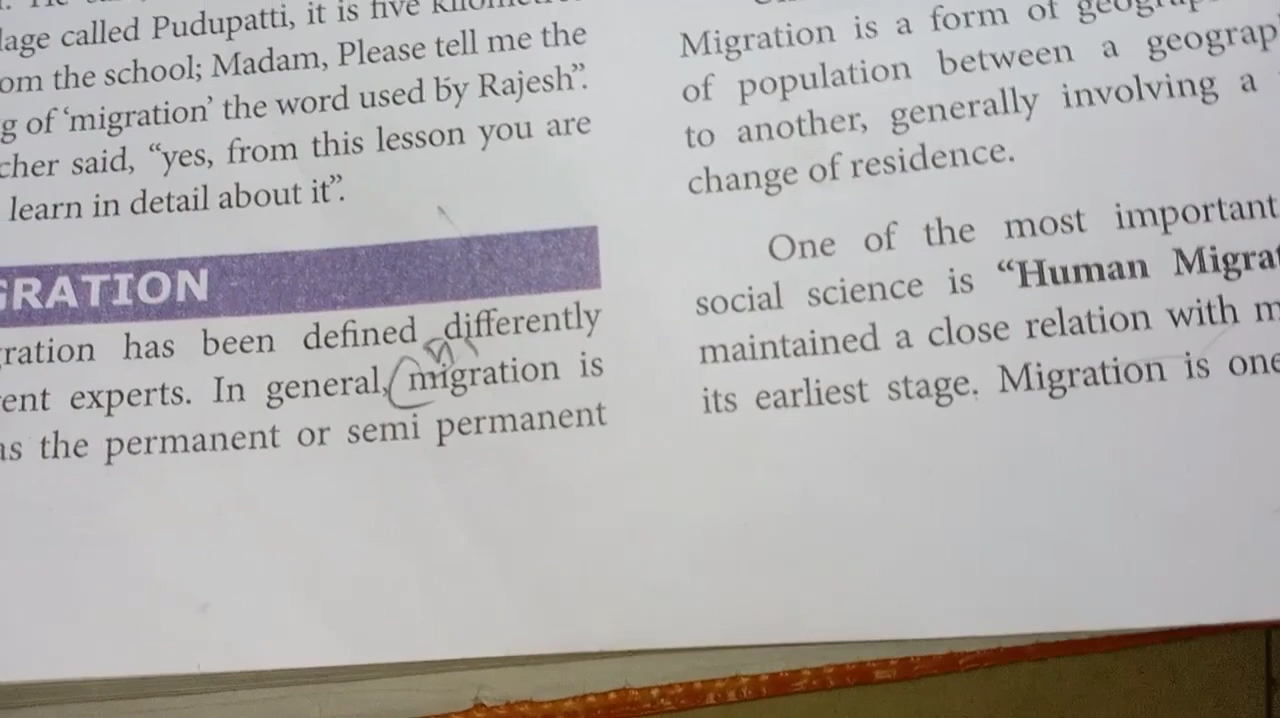 lage called Pudupatti, it is five
om the school; Madam, Please tell me the
g of ‘migration’ the word used by Rajesh”.
cher said, “yes, from this lesson you are
learn in detail about it”.
GRATION
ration has been defined differently
ent experts. In general, migration is
as the permanent or semi permanent
Migration is a form of
of population between a geograp
to another, generally involving a
change of residence.
One of the most important
social science is “Human Migrat
maintained a close relation with m
its earliest stage. Migration is one